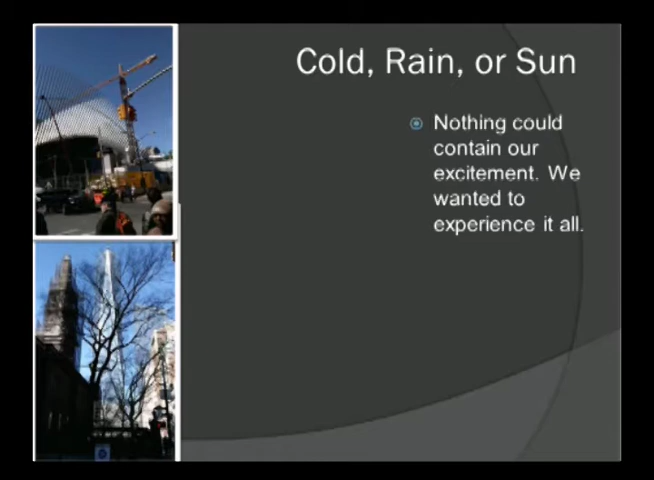 Cold, Rain, or Sun
Nothing could
contain our
excitement. We
wanted to
experience it all.